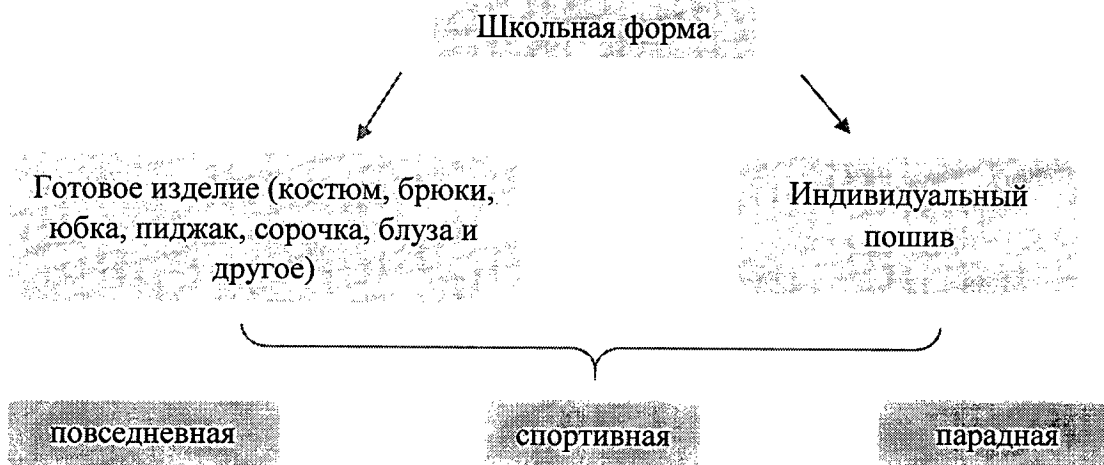 Школьная форма
Готовое изделие (костюм, брюки,
юбка, пиджак, сорочка, блуза и
другое)
Индивидуальный
пошив
повседневная
спортивная
парадная